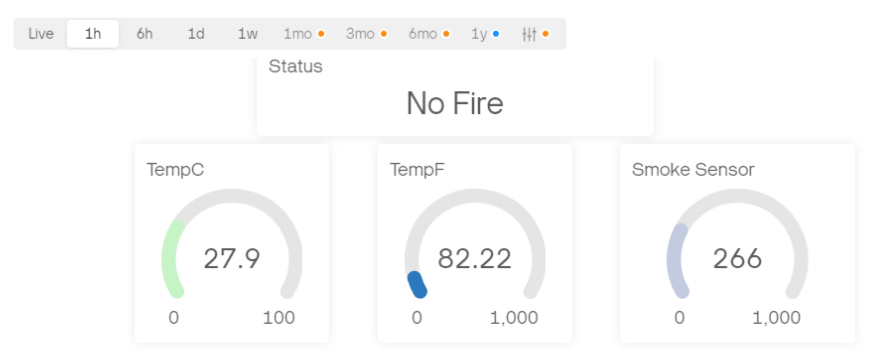 Live 1h 6h 1d 1w 1mo 3mo 6mo 1y
Status
No Fire
TempC TempF Smoke Sensor
27.9 82.22 266
0 100 0 1,000 0 1,000